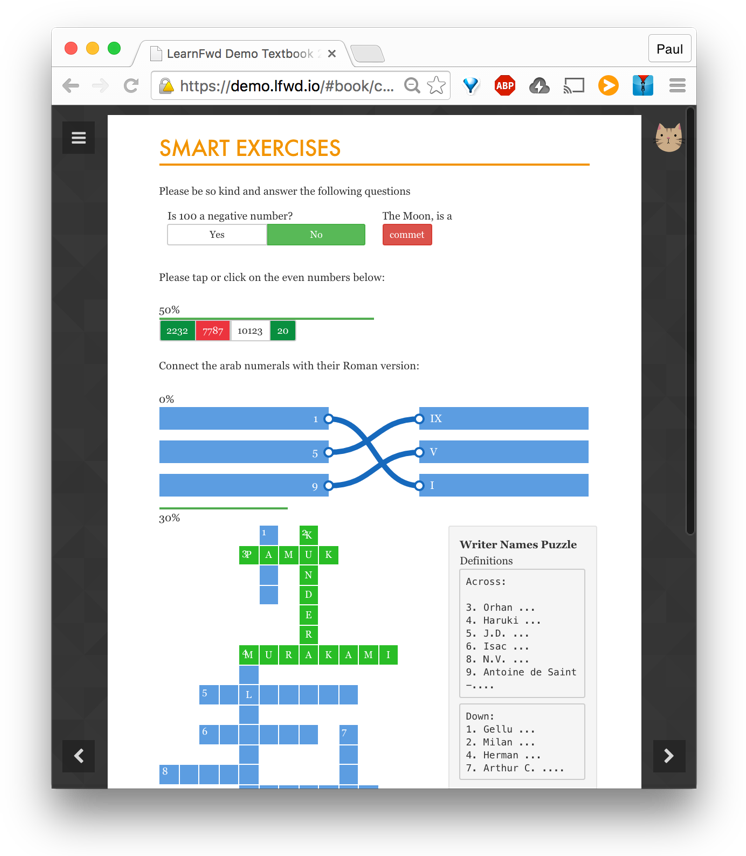 LearnFwd Demo Textbook
Paul
https://demo.lfwd.io/#book/c...
ABP
SMART EXERCISES
Please be so kind and answer the following questions
Is 100 a negative number?
The Moon, is a
Yes No
commet
Please tap or click on the even numbers below:
50%
2232 7787 10123 20
Connect the arab numerals with their Roman version:
0%
1 IX
5 V
9 I
30%
1 2 K
3 P A M U K
N
D
E
R
4 M U R A K A M I
5 L
6 7
8
Writer Names Puzzle
Definitions
Across:
3. Orhan ...
4. Haruki ...
5. J.D. ...
6. Isac ...
8. N.V. ...
9. Antoine de Saint
-....
Down:
1. Gellu ...
2. Milan ...
4. Herman ...
7. Arthur C. ....